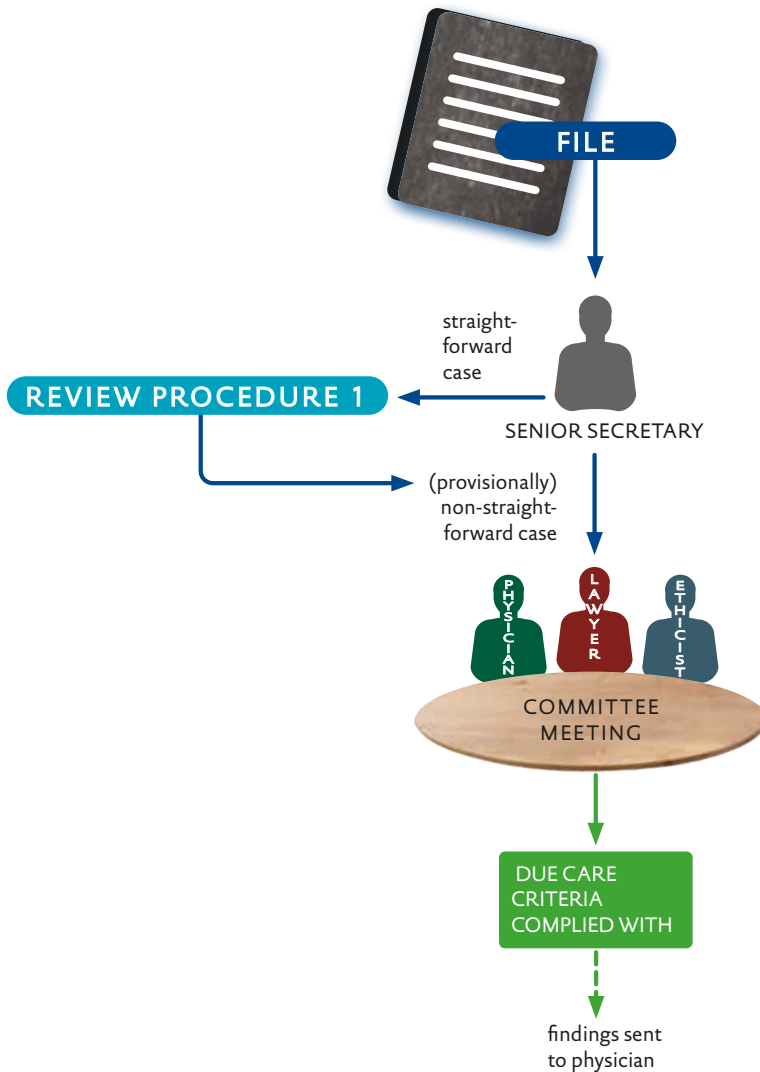 FILE
straight-
forward
case
REVIEW PROCEDURE 1
SENIOR SECRETARY
(provisionally)
non-straight-
forward case
PHYSICIAN
LAWYER
ETHICIST
COMMITTEE
MEETING
DUE CARE
CRITERIA
COMPLIED WITH
findings sent
to physician